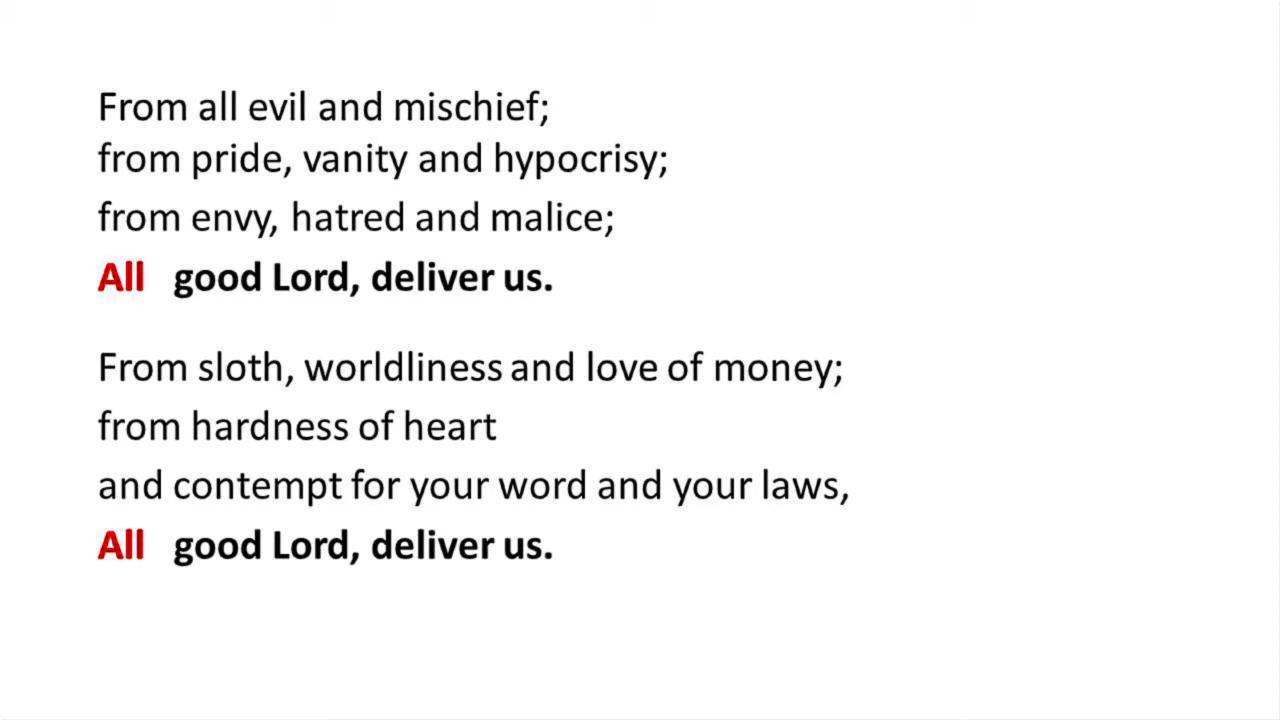 From all evil and mischief;
from pride, vanity and hypocrisy;
from envy, hatred and malice;
All good Lord, deliver us.
From sloth, worldliness and love of money;
from hardness of heart
and contempt for your word and your laws,
All good Lord, deliver us.